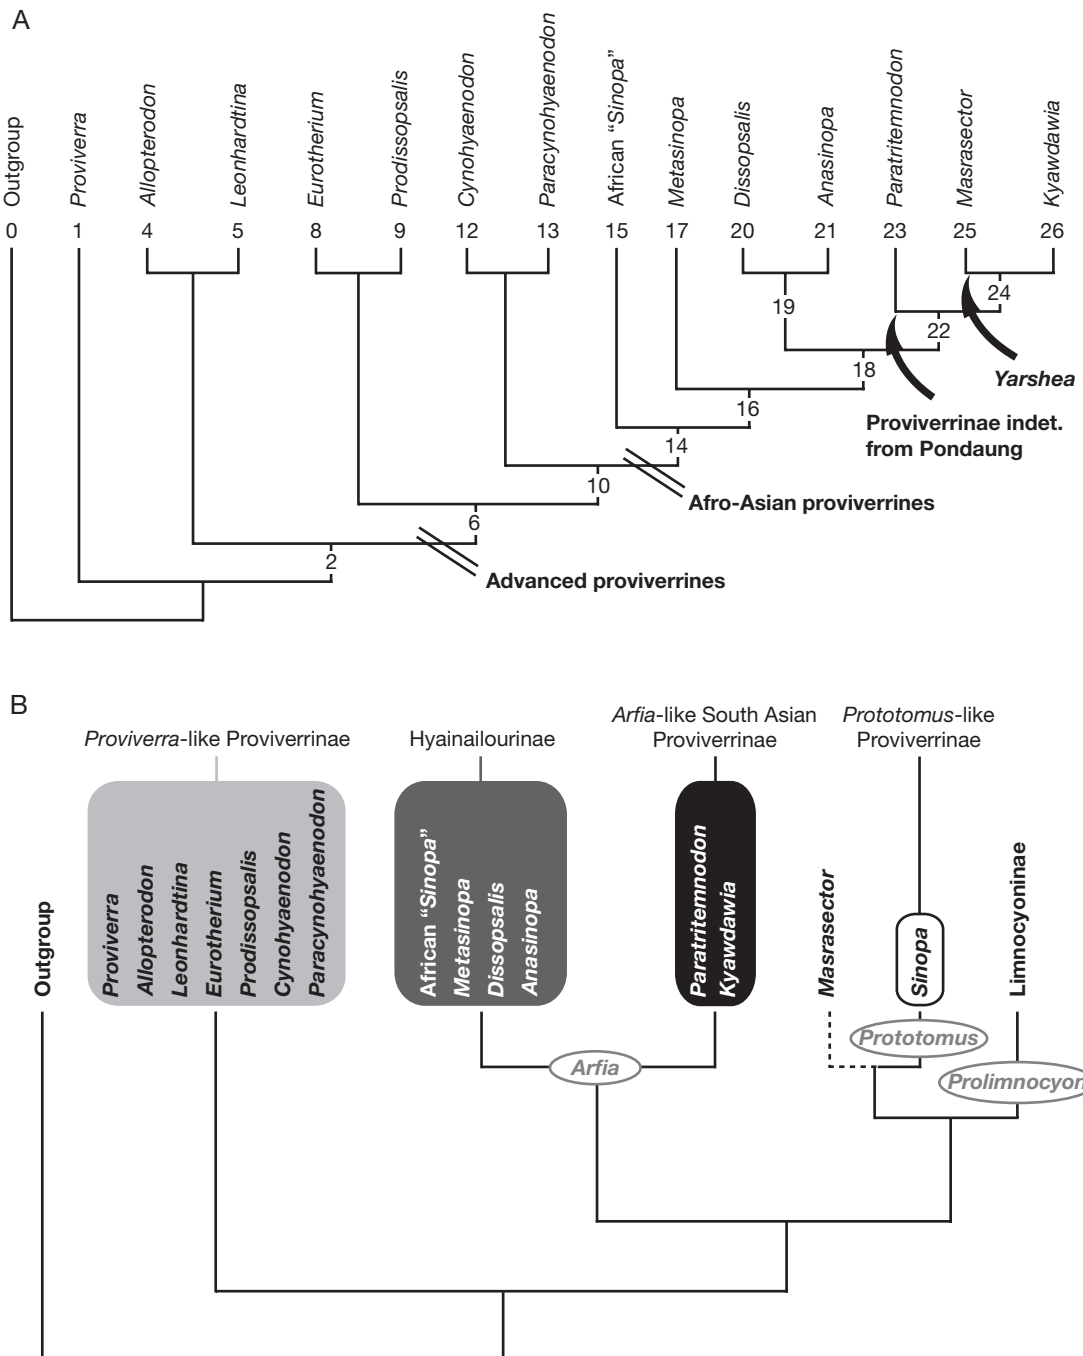 A
Outgroup
Proviverra
Allopterodon
Leonhardtina
Eurotherium
Prodissopsalis
Cynohyaenodon
Paracynohyaenodon
African “Sinopa”
Metasinopa
Dissopsalis
Anasinopa
Paratritemnodon
Masrasector
Kyawdawia
0 1 4 5 8 9 12 13 15 17 20 21 23 25 26
24
19
22
18
Yarshea
16
Proviverrinae indet.
from Pondaung
14
10
Afro-Asian proviverrines
6
2
Advanced proviverrines
B
Proviverra-like Proviverrinae
Hyainailourinae
Arfia-like South Asian
Proviverrinae
Prototomus-like
Proviverrinae
Outgroup
Proviverra
Allopterodon
Leonhardtina
Eurotherium
Prodissopsalis
Cynohyaenodon
Paracynohyaenodon
African “Sinopa”
Metasinopa
Dissopsalis
Anasinopa
Paratritemnodon
Kyawdawia
Masrasector
Sinopa
Limnocyoninae
Prototomus
Arfia
Prolimnocyon